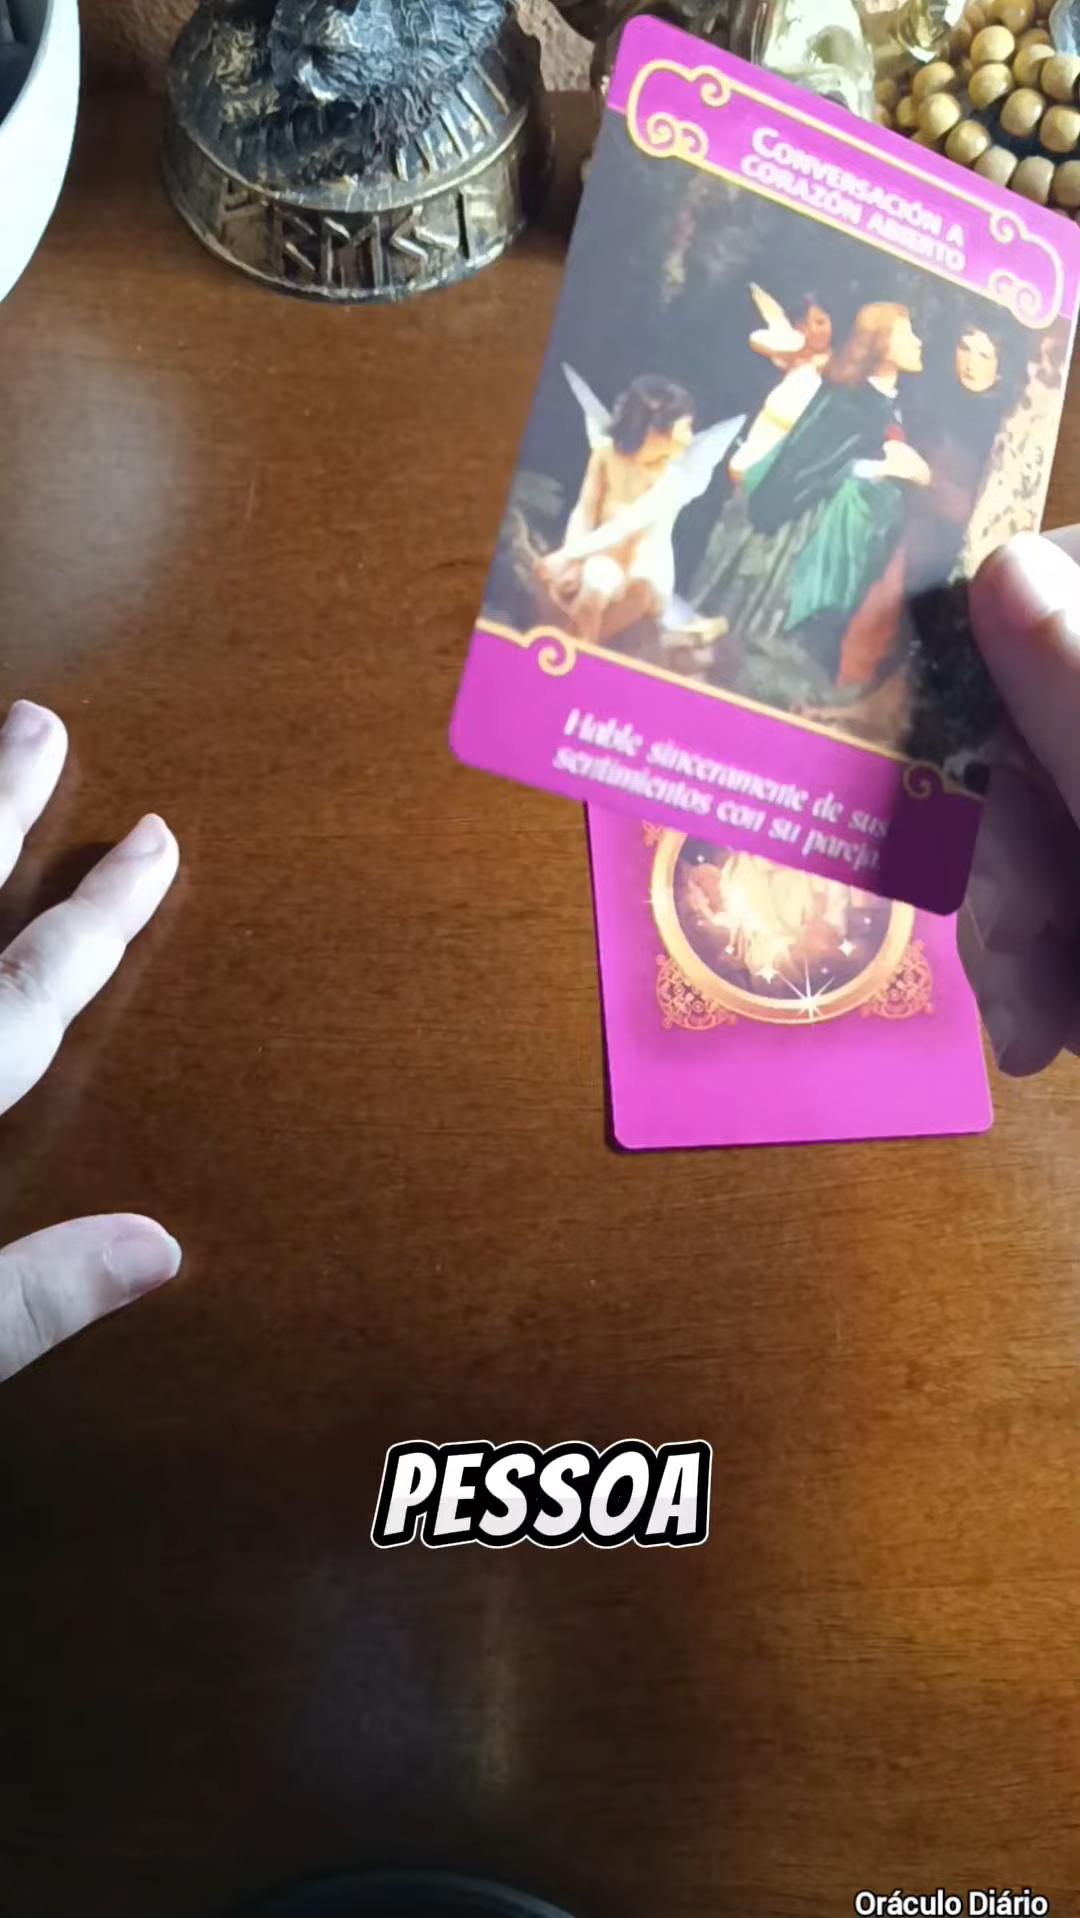 CONVERSACIÓN A
CORAZÓN ABIERTO
Hable sinceramente de sus
sentimientos con su pareja.
PESSOA
Oráculo Diário